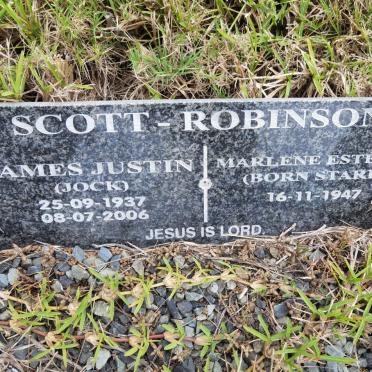 SCOTT - ROBINSON
AMES JUSTIN
(JOCK)
25-09-1937
08-07-2006
MARLENE ESTE
(BORN STAR
16-11-1947
JESUS IS LORD.